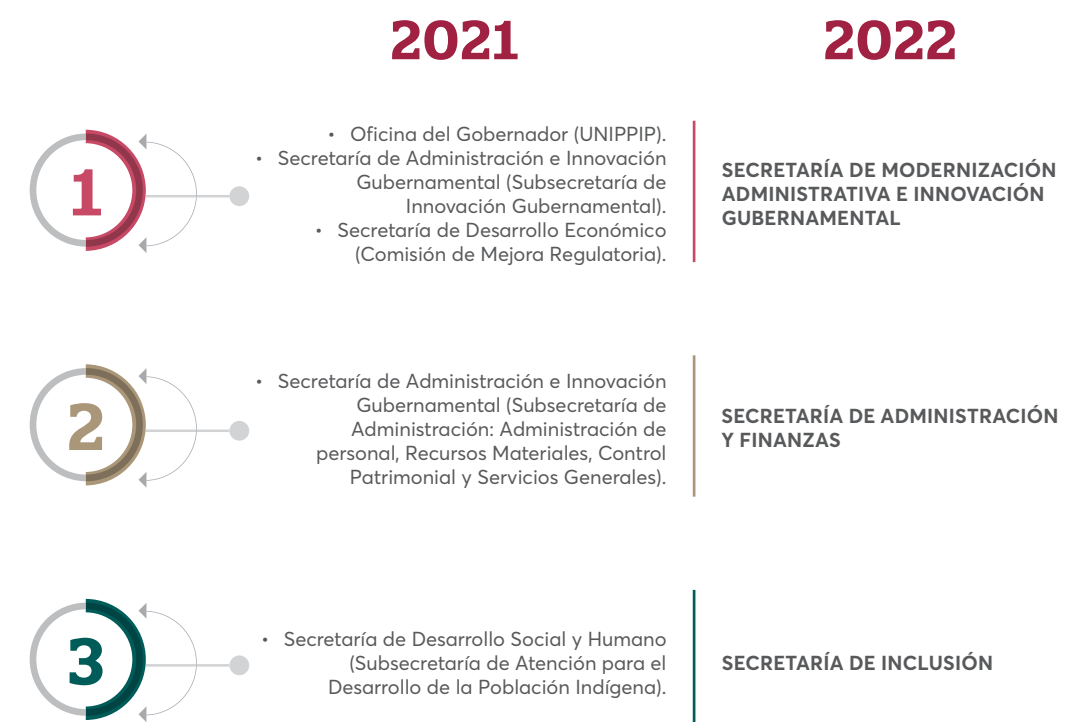 2021
2022
1
• Oficina del Gobernador (UNIPPIP).
• Secretaría de Administración e Innovación
Gubernamental (Subsecretaría de
Innovación Gubernamental).
• Secretaría de Desarrollo Económico
(Comisión de Mejora Regulatoria).
SECRETARÍA DE MODERNIZACIÓN
ADMINISTRATIVA E INNOVACIÓN
GUBERNAMENTAL
2
• Secretaría de Administración e Innovación
Gubernamental (Subsecretaría de
Administración: Administración de
personal, Recursos Materiales, Control
Patrimonial y Servicios Generales).
SECRETARÍA DE ADMINISTRACIÓN
Y FINANZAS
3
• Secretaría de Desarrollo Social y Humano
(Subsecretaría de Atención para el
Desarrollo de la Población Indígena).
SECRETARÍA DE INCLUSIÓN